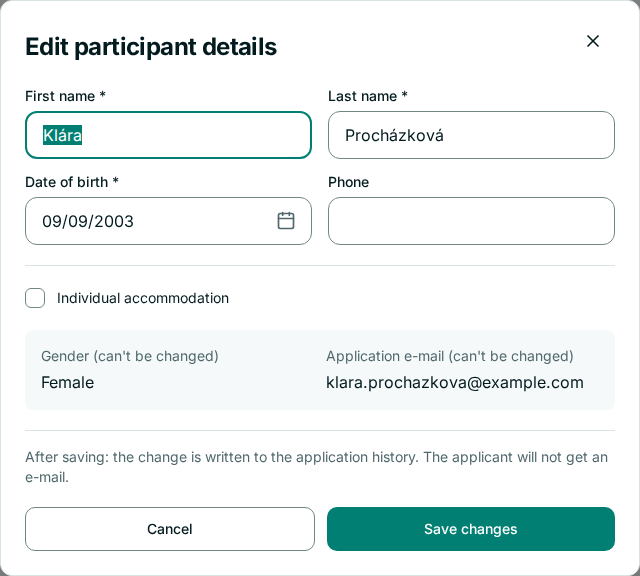 Edit participant details
First name *
Last name *
Klára
Procházková
Date of birth *
Phone
09/09/2003
Individual accommodation
Gender (can't be changed)
Application e-mail (can't be changed)
Female
klara.prochazkova@example.com
After saving: the change is written to the application history. The applicant will not get an
e-mail.
Cancel
Save changes